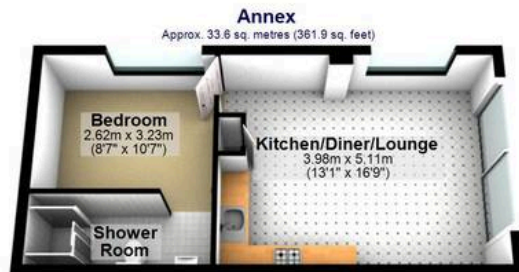 Annex
Approx. 33.6 sq. metres (361.9 sq. feet)
Bedroom
2.62m x 3.23m
(8'7" x 10'7")
Kitchen/Diner/Lounge
3.98m x 5.11m
(13'1" x 16'9")
Shower
Room